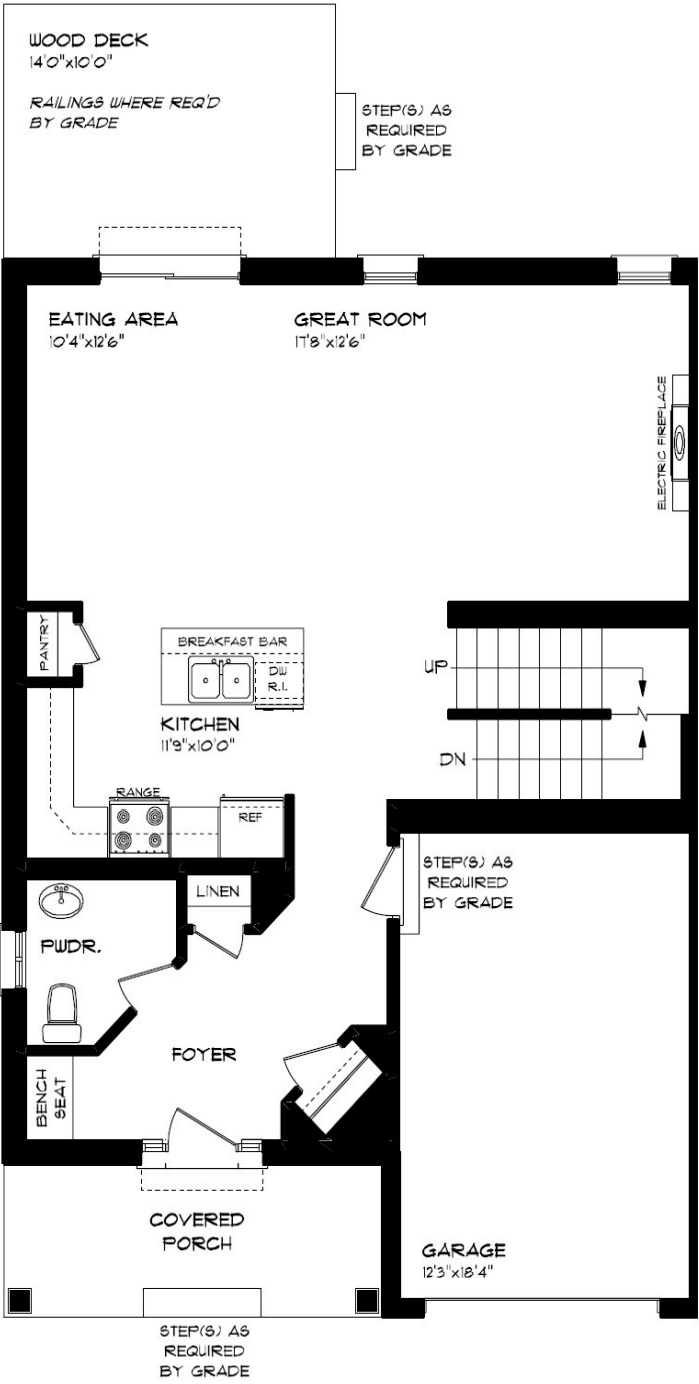 WOOD DECK
14'0"x10'0"
RAILINGS WHERE REQ'D
BY GRADE
STEP(S) AS
REQUIRED
BY GRADE
EATING AREA
10'4"x12'6"
GREAT ROOM
17'8"x12'6"
ELECTRIC FIREPLACE
PANTRY
BREAKFAST BAR
DW
R.I.
UP
KITCHEN
11'9"x10'0"
DN
RANGE
REF
STEP(S) AS
REQUIRED
BY GRADE
LINEN
PWDR.
FOYER
BENCH
SEAT
COVERED
PORCH
GARAGE
12'3"x18'4"
STEP(S) AS
REQUIRED
BY GRADE